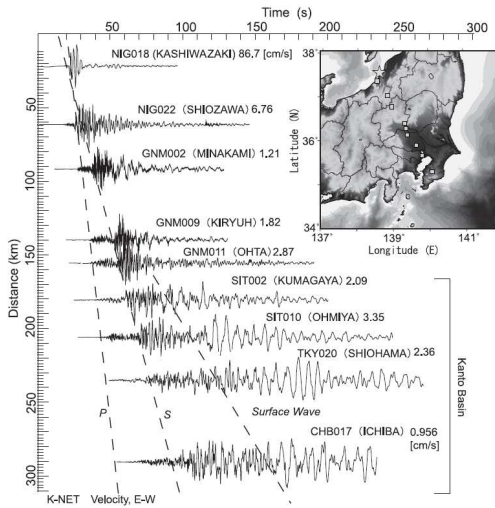 Time (s)
50 100 150 200 250 300
Distance (km)
50
100
150
200
250
300
NIG018 (KASHIWAZAKI) 86.7 [cm/s]
NIG022 (SHIOZAWA) 6.76
GNM002 (MINAKAMI) 1.21
GNM009 (KIRYUH) 1.82
GNM011 (OHTA) 2.87
SIT002 (KUMAGAYA) 2.09
SIT010 (OHMIYA) 3.35
TKY020 (SHIOHAMA) 2.36
CHB017 (ICHIBA) 0.956
[cm/s]
P
S
Surface Wave
Kanto Basin
K-NET Velocity, E-W
Latitude (N)
38°
36°
34°
137° 139° 141°
Longitude (E)